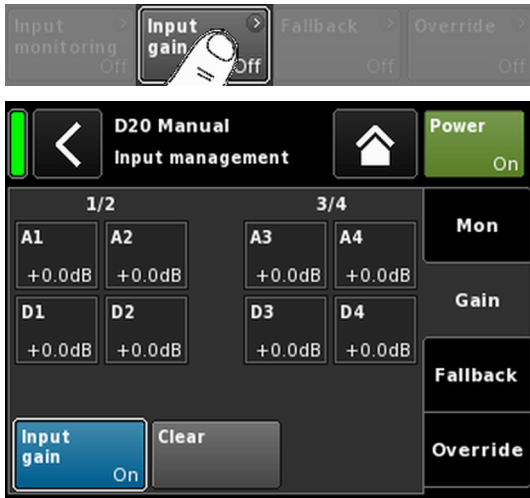 Input monitoring Off
Input gain Off
Fallback Off
Override Off
D20 Manual
Input management
Power
On
1/2
3/4
A1
+0.0dB
A2
+0.0dB
A3
+0.0dB
A4
+0.0dB
D1
+0.0dB
D2
+0.0dB
D3
+0.0dB
D4
+0.0dB
Mon
Gain
Fallback
Override
Input
gain
On
Clear